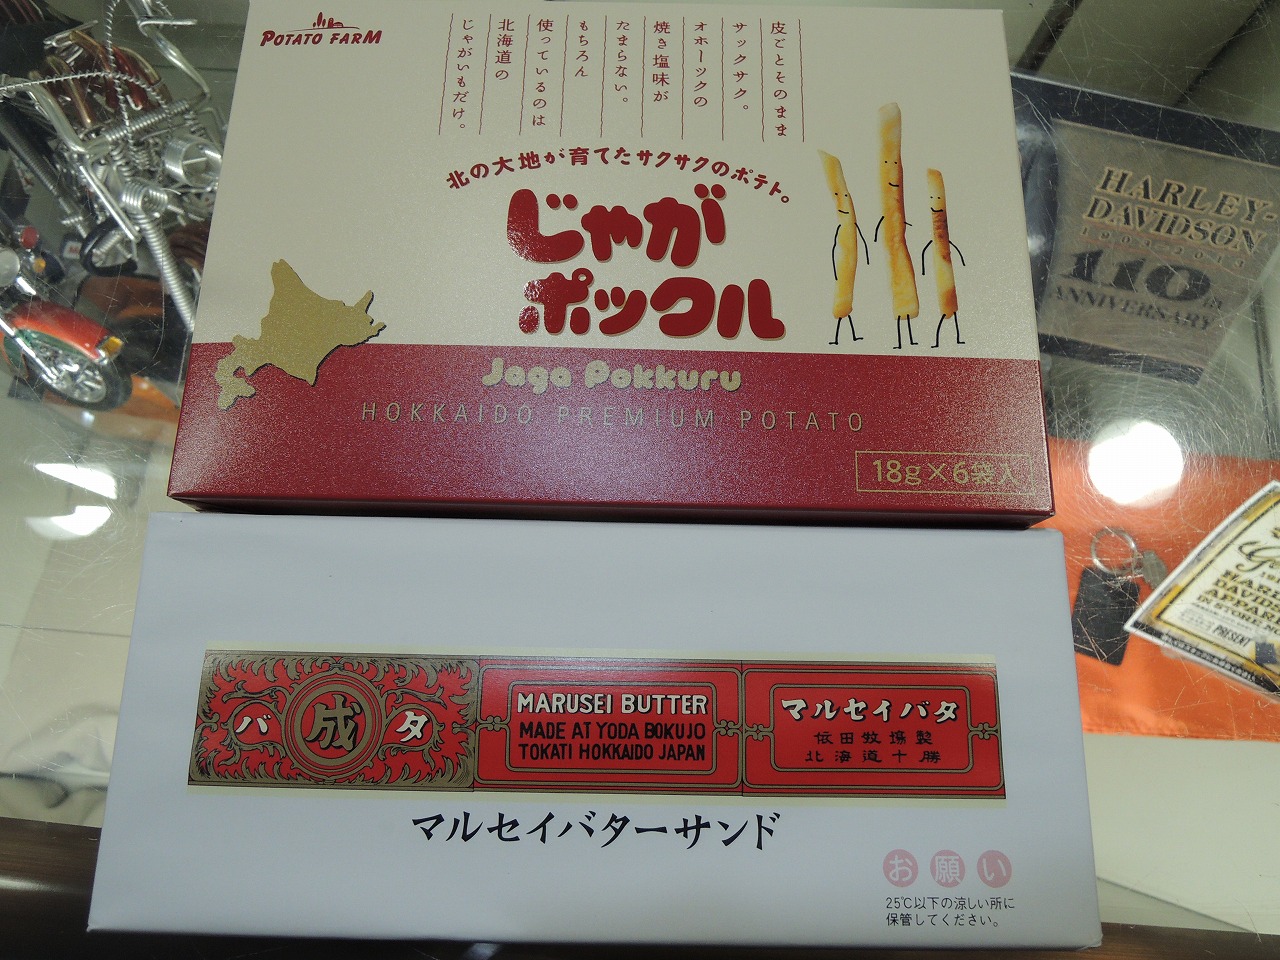 POTATO FARM
皮ごとそのまま
サックサク。
オホーツクの
焼き塩味が
たまらない。
もちろん
使っているのは
北海道の
じゃがいもだけ。
北の大地が育てたサクサクのポテト。
じゃが
ポックル
Jaga Pokkuru
HOKKAIDO PREMIUM POTATO
18g×6袋入
HARLEY-
DAVIDSON
1903-2013
110th
ANNIVERSARY
バ 成 タ
MARUSEI BUTTER
MADE AT YODA BOKUJO
TOKATI HOKKAIDO JAPAN
マルセイバタ
依田牧場製
北海道十勝
マルセイバターサンド
お願い
25℃以下の涼しい所に
保管してください。
PRESENT